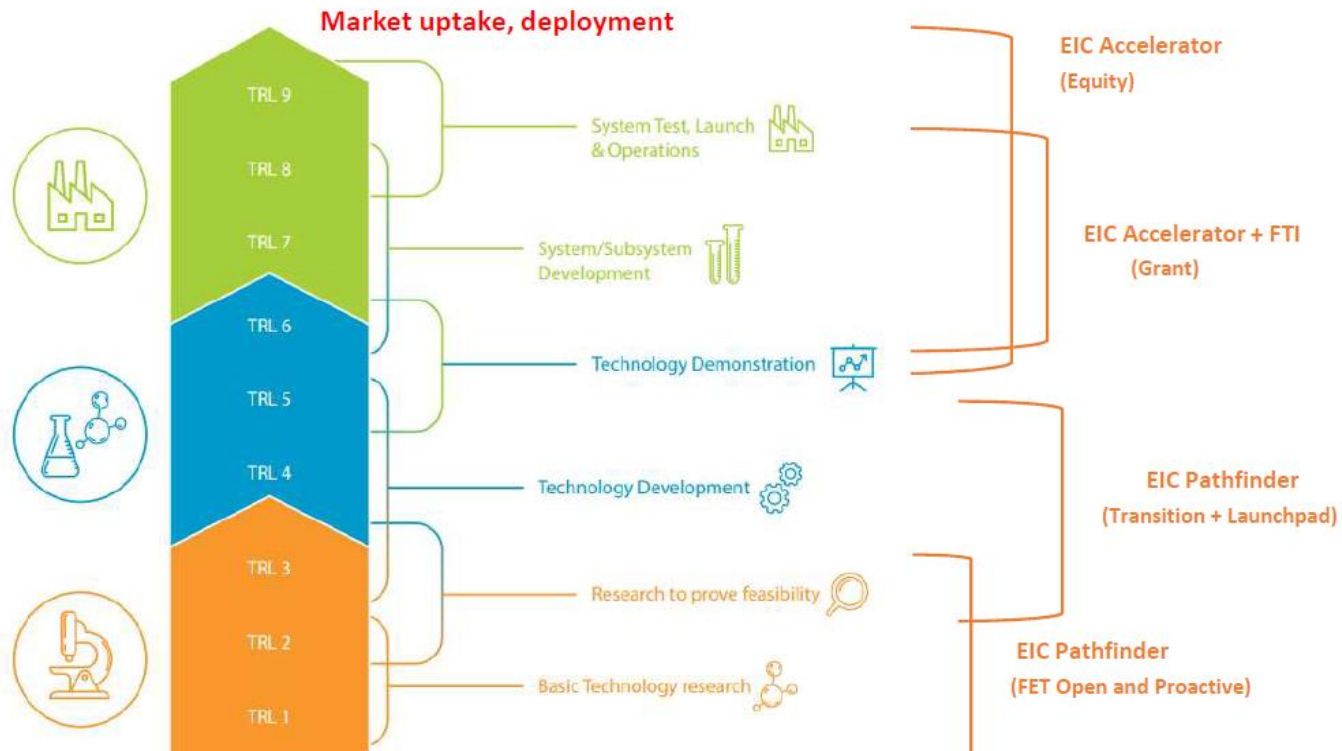 Market uptake, deployment
EIC Accelerator
(Equity)
TRL 9
System Test, Launch
& Operations
TRL 8
TRL 7
System/Subsystem
Development
EIC Accelerator + FTI
(Grant)
TRL 6
Technology Demonstration
TRL 5
TRL 4
Technology Development
EIC Pathfinder
(Transition + Launchpad)
TRL 3
Research to prove feasibility
TRL 2
EIC Pathfinder
(FET Open and Proactive)
Basic Technology research
TRL 1